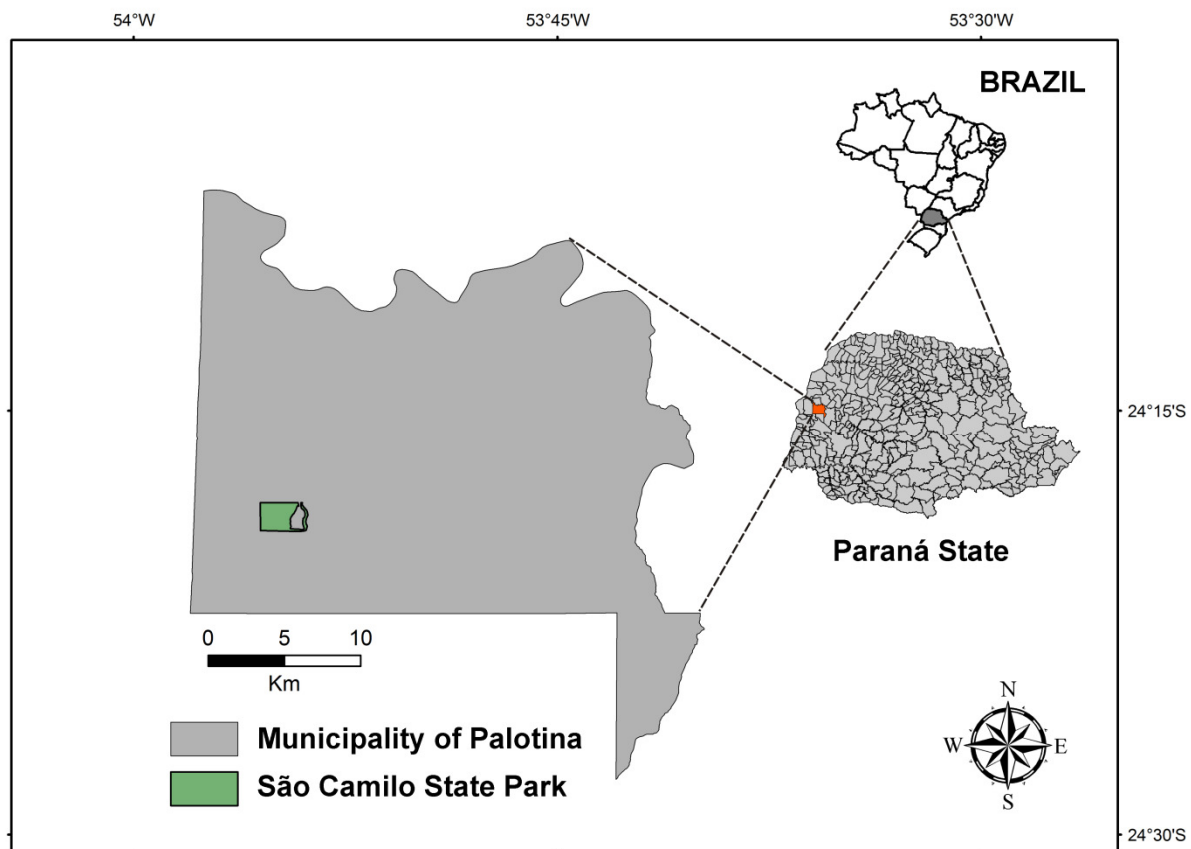 54°W
53°45'W
53°30'W
BRAZIL
24°15'S
Paraná State
0 5 10
Km
Municipality of Palotina
São Camilo State Park
N
W E
S
24°30'S